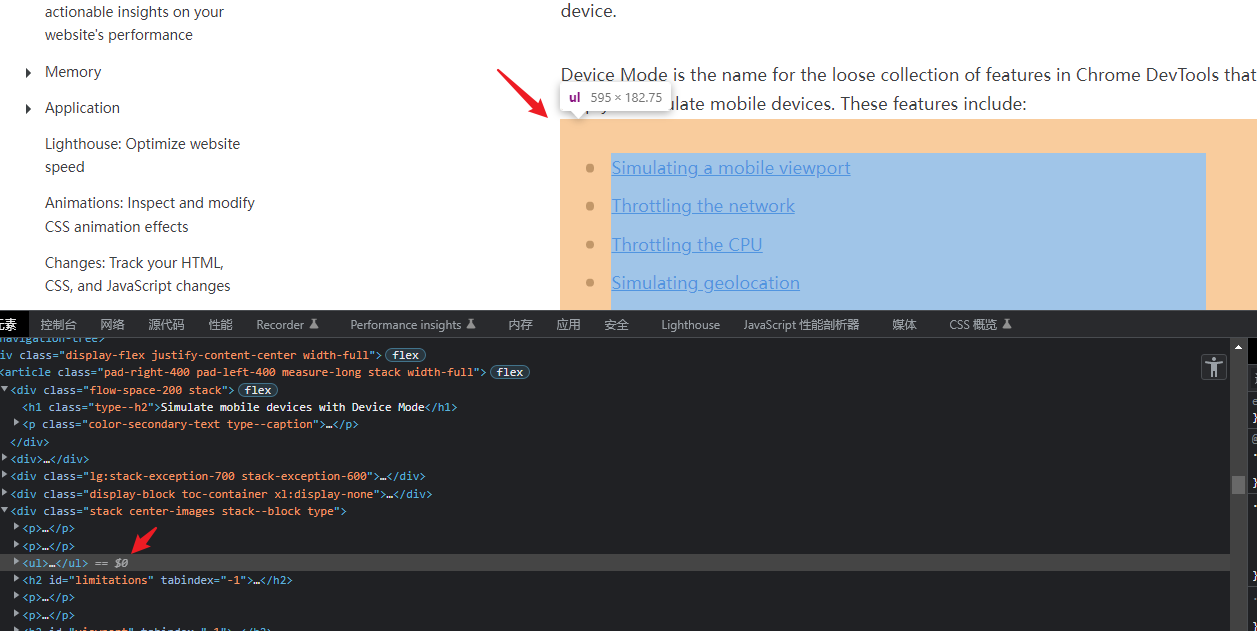 actionable insights on your
website's performance
Memory
Application
Lighthouse: Optimize website
speed
Animations: Inspect and modify
CSS animation effects
Changes: Track your HTML,
CSS, and JavaScript changes
device.
Device Mode is the name for the loose collection of features in Chrome DevTools that
ul 595 × 182.75
ulate mobile devices. These features include:
Simulating a mobile viewport
Throttling the network
Throttling the CPU
Simulating geolocation
元素 控制台 网络 源代码 性能 Recorder Performance insights 内存 应用 安全 Lighthouse JavaScript 性能剖析器 媒体 CSS 概览
navigation-tree>
iv class="display-flex justify-content-center width-full"> flex
<article class="pad-right-400 pad-left-400 measure-long stack width-full"> flex
<div class="flow-space-200 stack"> flex
<h1 class="type--h2">Simulate mobile devices with Device Mode</h1>
<p class="color-secondary-text type--caption">…</p>
</div>
<div>…</div>
<div class="lg:stack-exception-700 stack-exception-600">…</div>
<div class="display-block toc-container xl:display-none">…</div>
<div class="stack center-images stack--block type">
<p>…</p>
<p>…</p>
<ul>…</ul> == $0
<h2 id="limitations" tabindex="-1">…</h2>
<p>…</p>
<p>…</p>
<h2 id="viewport" tabindex="-1">…</h2>